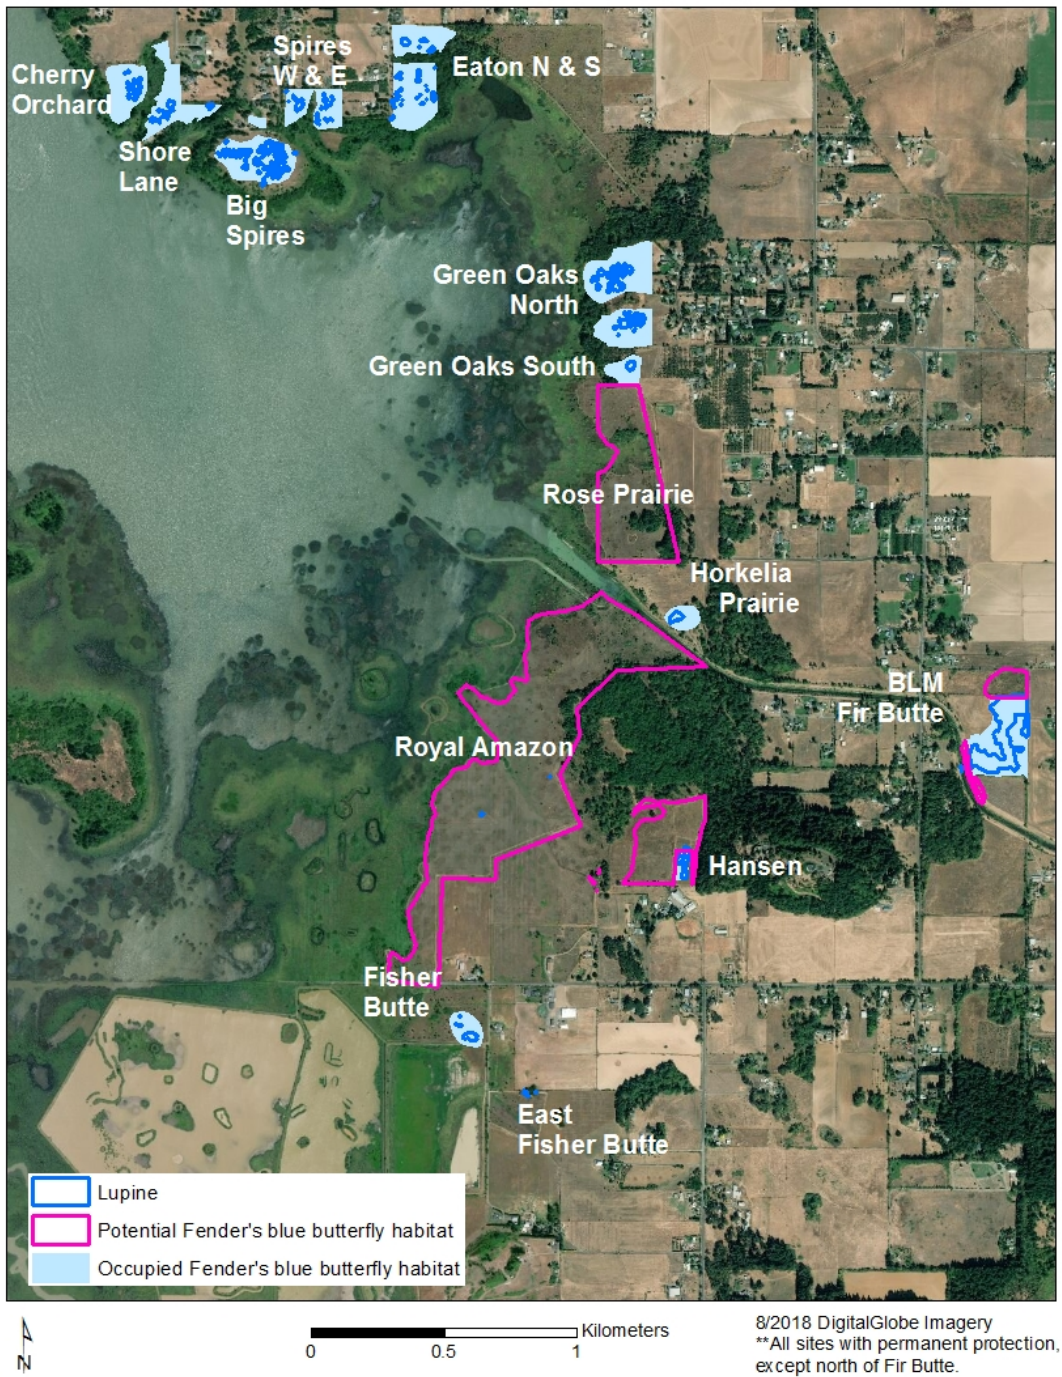 Spires
W & E
Eaton N & S
Cherry
Orchard
Shore
Lane
Big
Spires
Green Oaks
North
Green Oaks South
Rose Prairie
Horkelia
Prairie
BLM
Fir Butte
Royal Amazon
Hansen
Fisher
Butte
East
Fisher Butte
Lupine
Potential Fender's blue butterfly habitat
Occupied Fender's blue butterfly habitat
N
Kilometers
0 0.5 1
8/2018 DigitalGlobe Imagery
**All sites with permanent protection,
except north of Fir Butte.